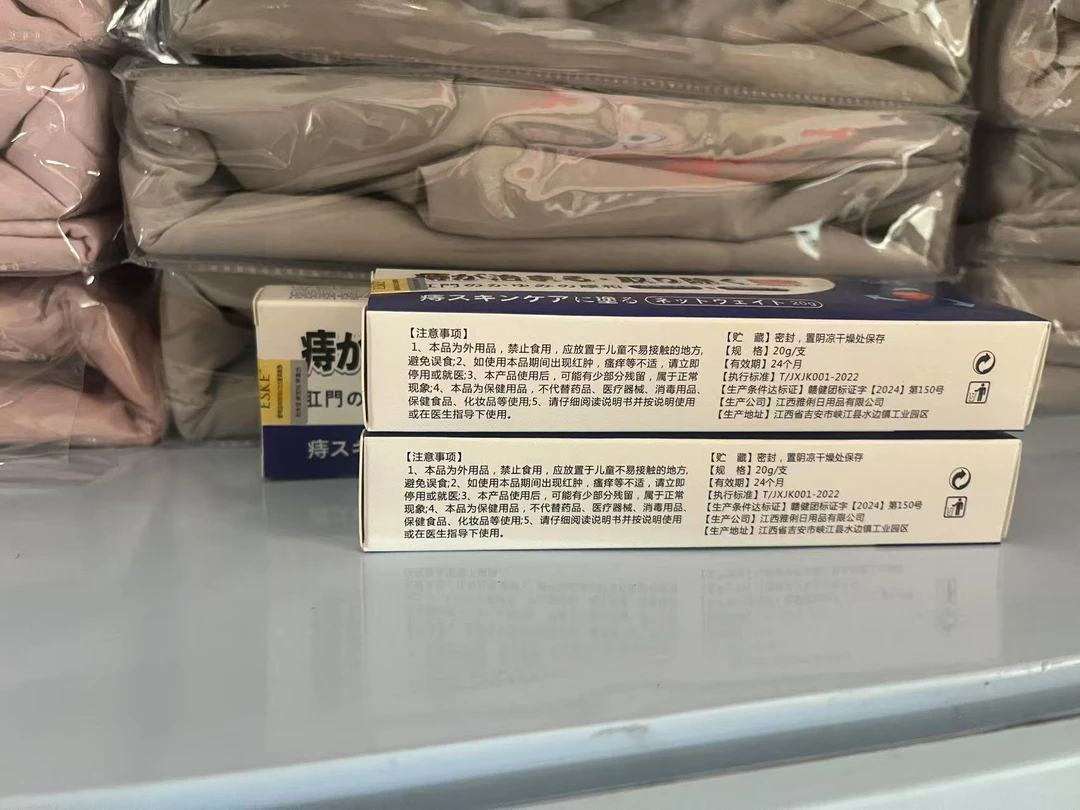 痔スキンケアに塗る ネットウェイト 20g
【注意事项】
1、本品为外用品，禁止食用，应放置于儿童不易接触的地方,
避免误食;2、如使用本品期间出现红肿，瘙痒等不适，请立即
停用或就医;3、本产品使用后，可能有少部分残留，属于正常
现象;4、本品为保健用品，不代替药品、医疗器械、消毒用品、
保健食品、化妆品等使用;5、请仔细阅读说明书并按说明使用
或在医生指导下使用。
【贮 藏】密封，置阴凉干燥处保存
【规 格】20g/支
【有效期】24个月
【执行标准】T/JXJK001-2022
【生产条件达标证】赣健团标证字【2024】第150号
【生产公司】江西雅俐日用品有限公司
【生产地址】江西省吉安市峡江县水边镇工业园区
【注意事项】
1、本品为外用品，禁止食用，应放置于儿童不易接触的地方,
避免误食;2、如使用本品期间出现红肿，瘙痒等不适，请立即
停用或就医;3、本产品使用后，可能有少部分残留，属于正常
现象;4、本品为保健用品，不代替药品、医疗器械、消毒用品、
保健食品、化妆品等使用;5、请仔细阅读说明书并按说明使用
或在医生指导下使用。
【贮 藏】密封，置阴凉干燥处保存
【规 格】20g/支
【有效期】24个月
【执行标准】T/JXJK001-2022
【生产条件达标证】赣健团标证字【2024】第150号
【生产公司】江西雅俐日用品有限公司
【生产地址】江西省吉安市峡江县水边镇工业园区
痔が
ESKE
肛門の
痔スキ